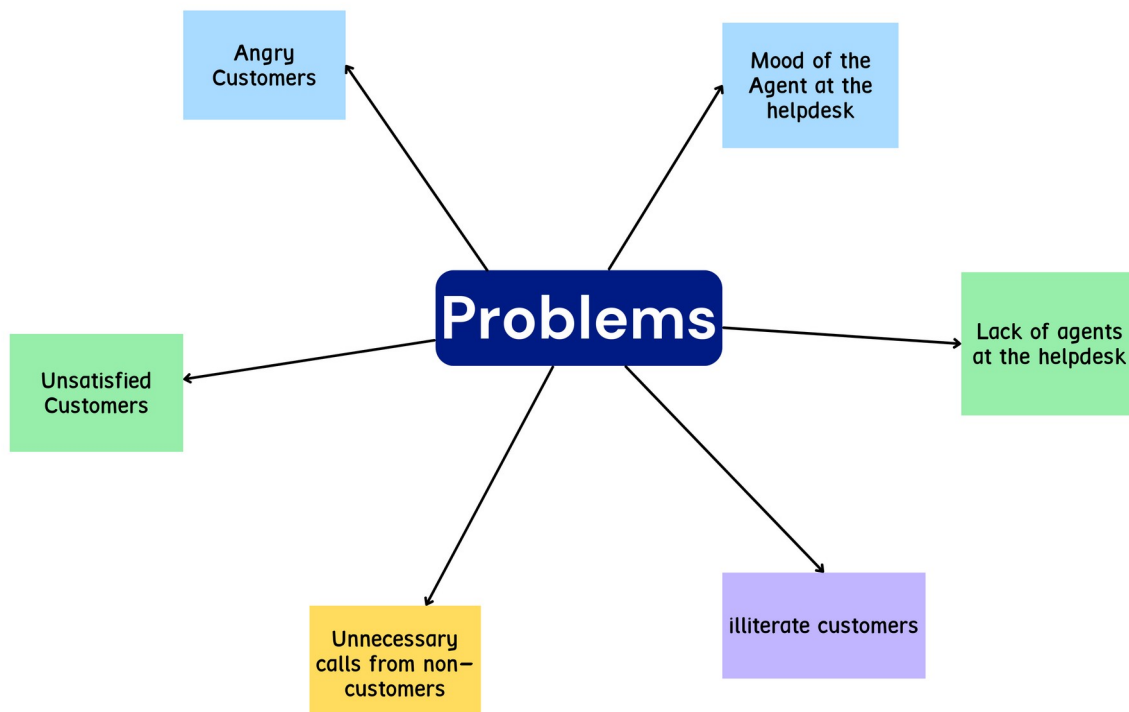 Angry
Customers
Mood of the
Agent at the
helpdesk
Problems
Lack of agents
at the helpdesk
Unsatisfied
Customers
illiterate customers
Unnecessary
calls from non-
customers